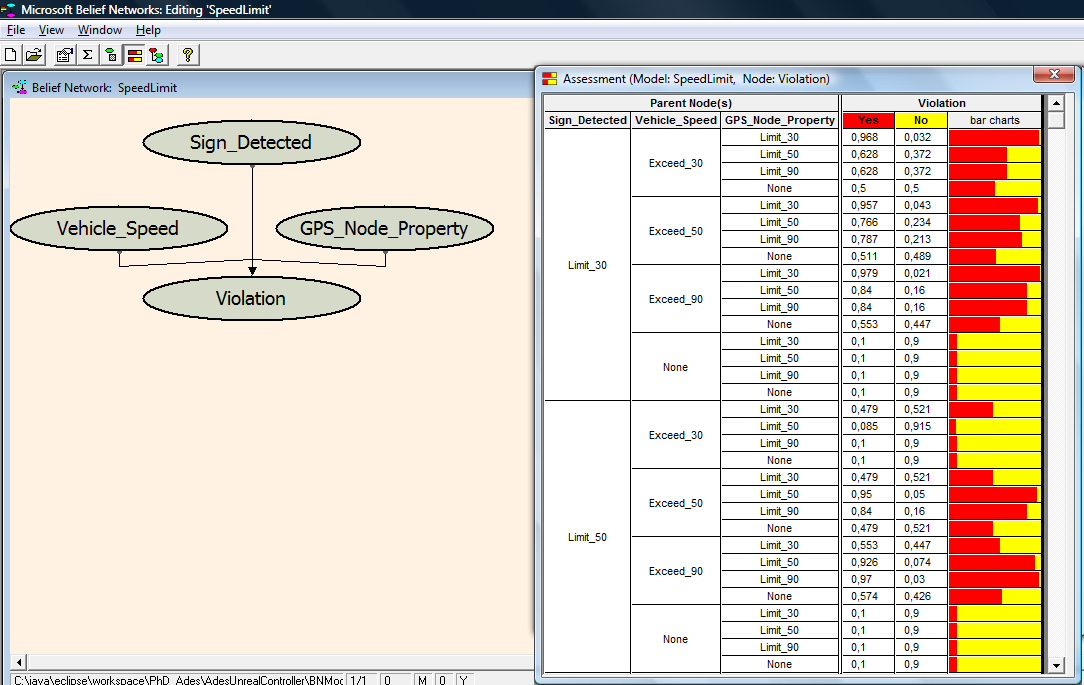 Microsoft Belief Networks: Editing 'SpeedLimit'
File View Window Help
Belief Network: SpeedLimit
Sign_Detected
Vehicle_Speed GPS_Node_Property
Violation
C:\java\eclipse\workspace\PhD_Ades\AdesUnrealController\BNMoc 1/1 0 M 0 Y
Assessment (Model: SpeedLimit, Node: Violation)
Parent Node(s) Violation
Sign_Detected Vehicle_Speed GPS_Node_Property Yes No bar charts
Limit_30
Exceed_30
Limit_30 0,968 0,032
Limit_50 0,628 0,372
Limit_90 0,628 0,372
None 0,5 0,5
Exceed_50
Limit_30 0,957 0,043
Limit_50 0,766 0,234
Limit_90 0,787 0,213
None 0,511 0,489
Exceed_90
Limit_30 0,979 0,021
Limit_50 0,84 0,16
Limit_90 0,84 0,16
None 0,553 0,447
None
Limit_30 0,1 0,9
Limit_50 0,1 0,9
Limit_90 0,1 0,9
None 0,1 0,9
Limit_50
Exceed_30
Limit_30 0,479 0,521
Limit_50 0,085 0,915
Limit_90 0,1 0,9
None 0,1 0,9
Exceed_50
Limit_30 0,479 0,521
Limit_50 0,95 0,05
Limit_90 0,84 0,16
None 0,479 0,521
Exceed_90
Limit_30 0,553 0,447
Limit_50 0,926 0,074
Limit_90 0,97 0,03
None 0,574 0,426
None
Limit_30 0,1 0,9
Limit_50 0,1 0,9
Limit_90 0,1 0,9
None 0,1 0,9